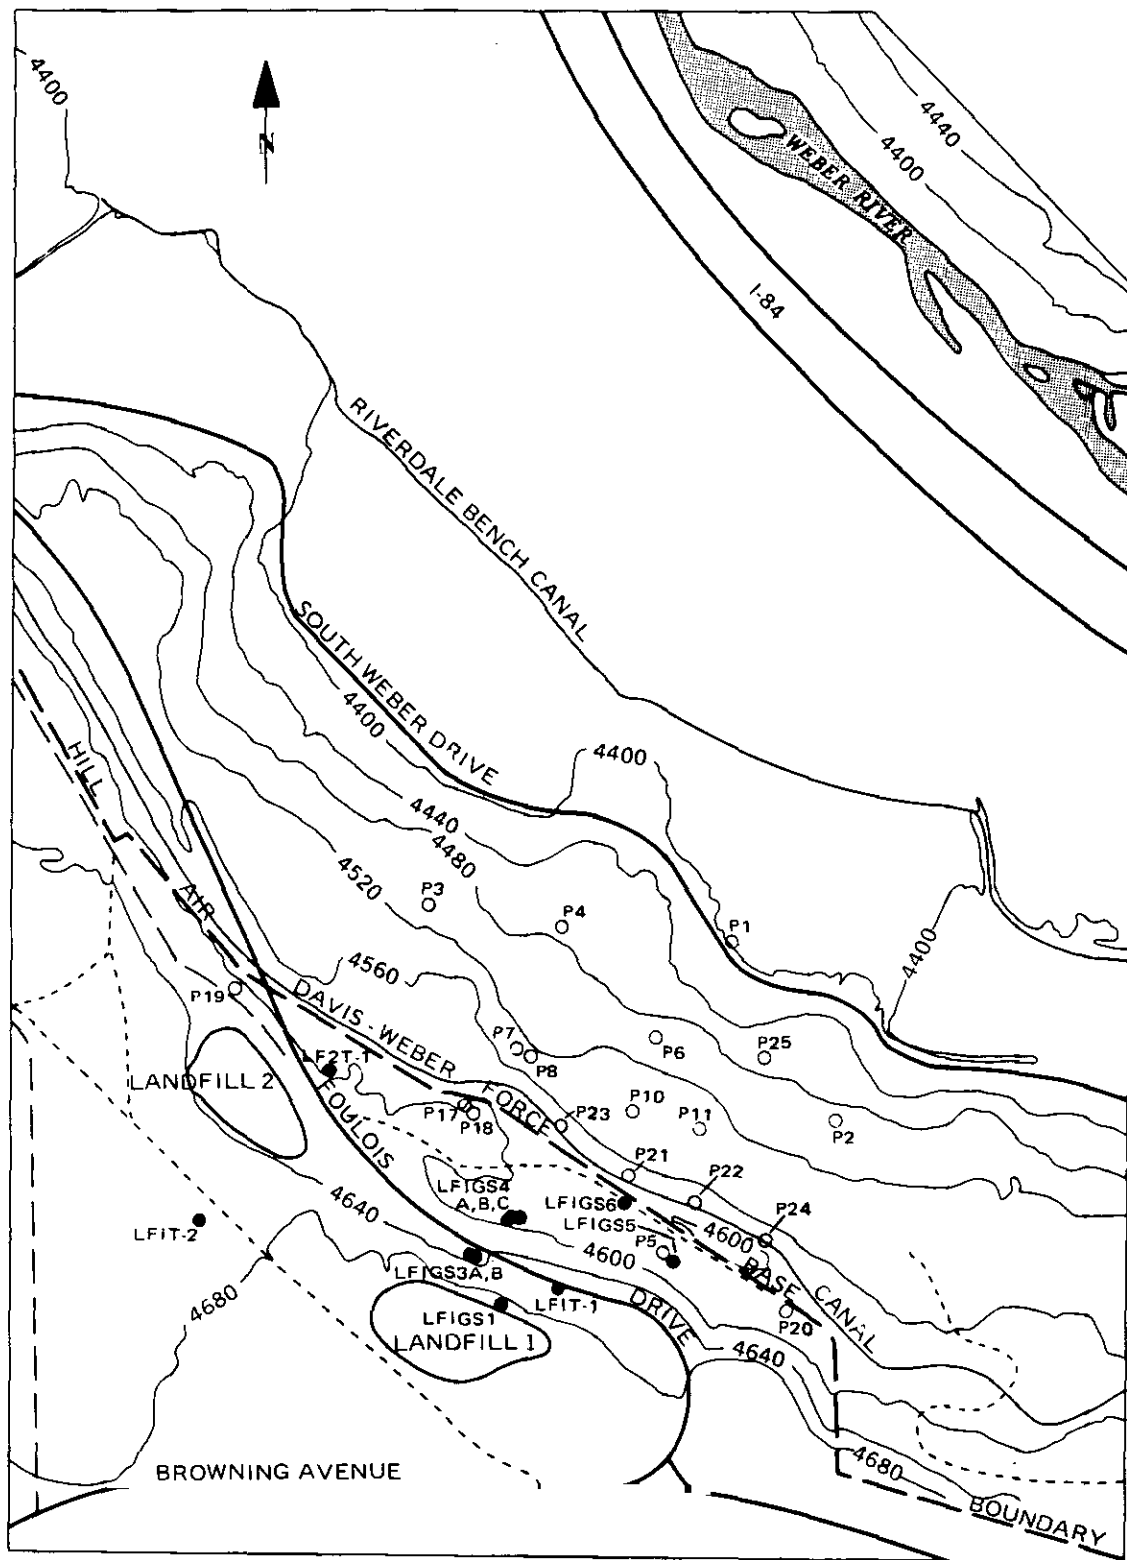 4400
N
4440
4400
WEBER RIVER
I-84
RIVERDALE BENCH CANAL
SOUTH WEBER DRIVE
4400
4400
HILL
4440
4480
4520
P3
P4
P1
AIR
4400
4560
P19
DAVIS-WEBER
P7
P8
P6
P25
LF2T-1
LANDFILL 2
FORCE
P23
P10
P11
P2
P17
P18
FOULOIS
P21
P22
LFIGS4
A,B,C
LFIGS6
LFIGS5
P24
4640
LFIT-2
4600
P5
4600
LFIGS3A,B
BASE
CANAL
4680
LFIGS1
LFIT-1
DRIVE
P20
LANDFILL 1
4640
BROWNING AVENUE
4680
BOUNDARY